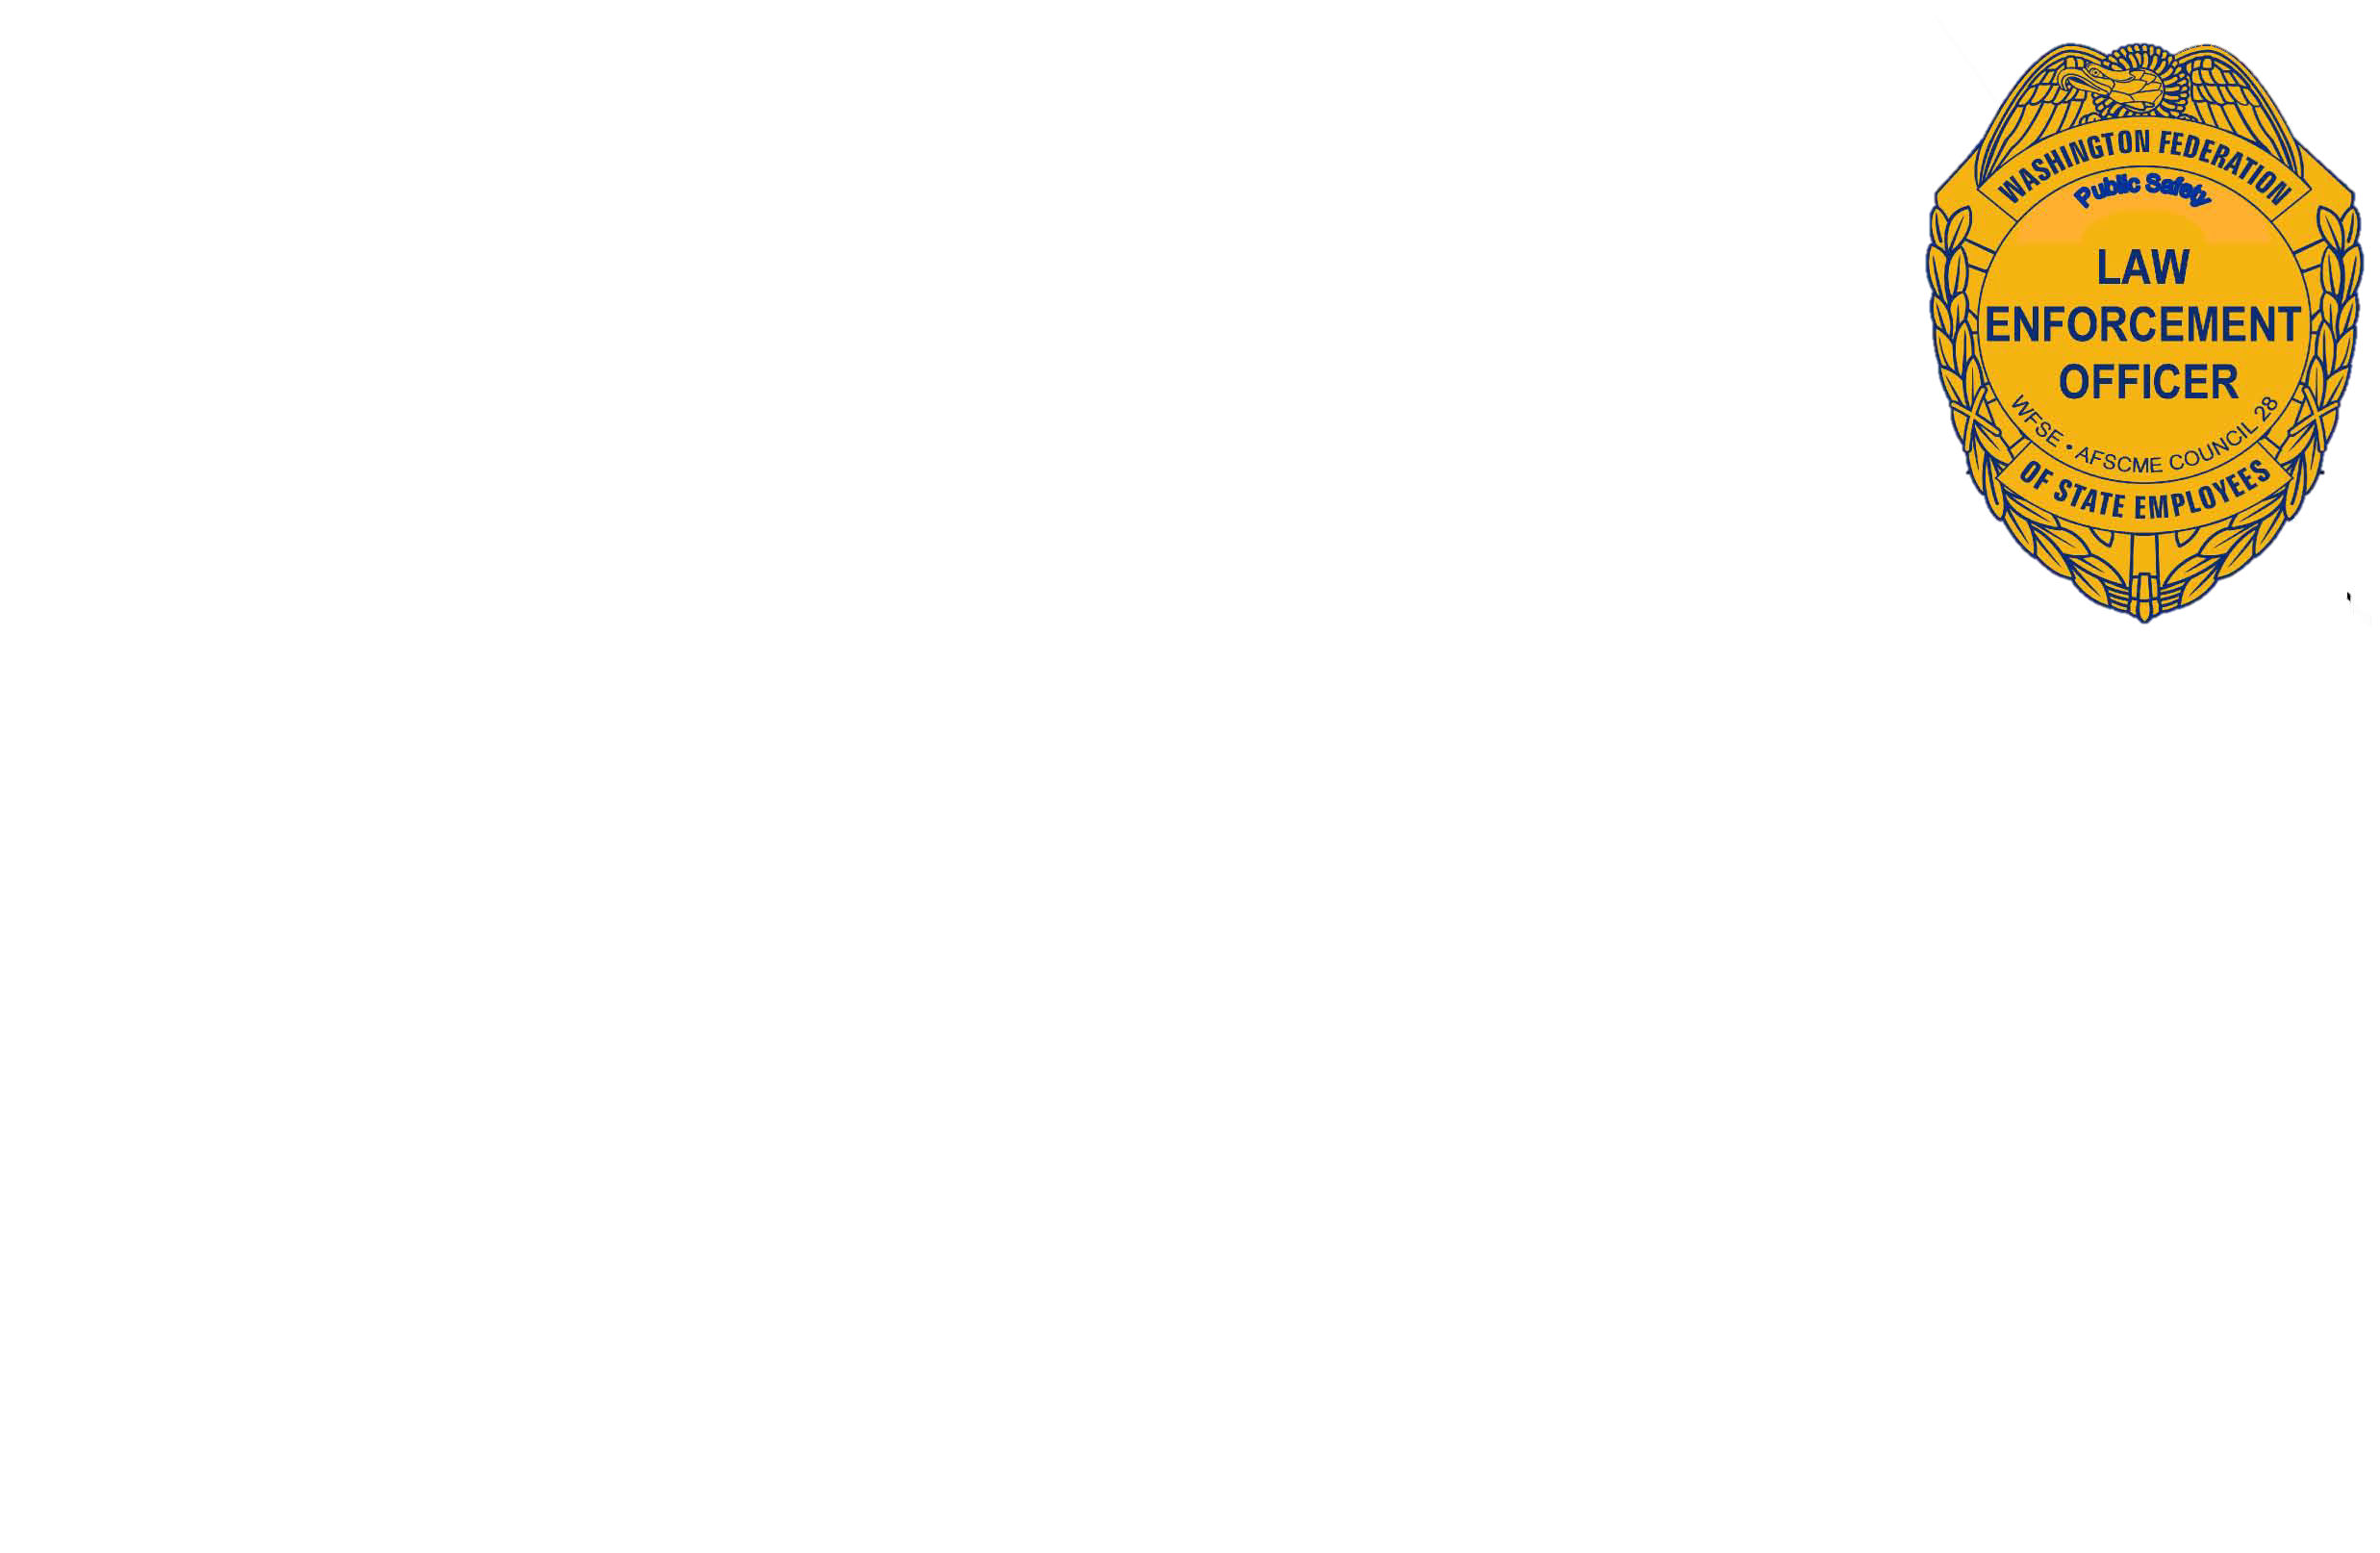 WASHINGTON FEDERATION
Public Safety
LAW
ENFORCEMENT
OFFICER
WFSE • AFSCME COUNCIL 28
OF STATE EMPLOYEES